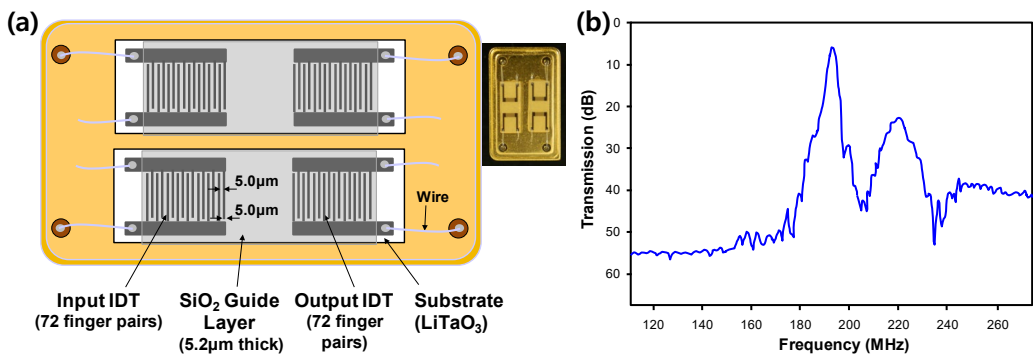 (a)
5.0µm
5.0µm
Wire
Input IDT
(72 finger pairs)
SiO₂ Guide
Layer
(5.2µm thick)
Output IDT
(72 finger
pairs)
Substrate
(LiTaO₃)
(b)
Transmission (dB)
0
10
20
30
40
50
60
120 140 160 180 200 220 240 260
Frequency (MHz)